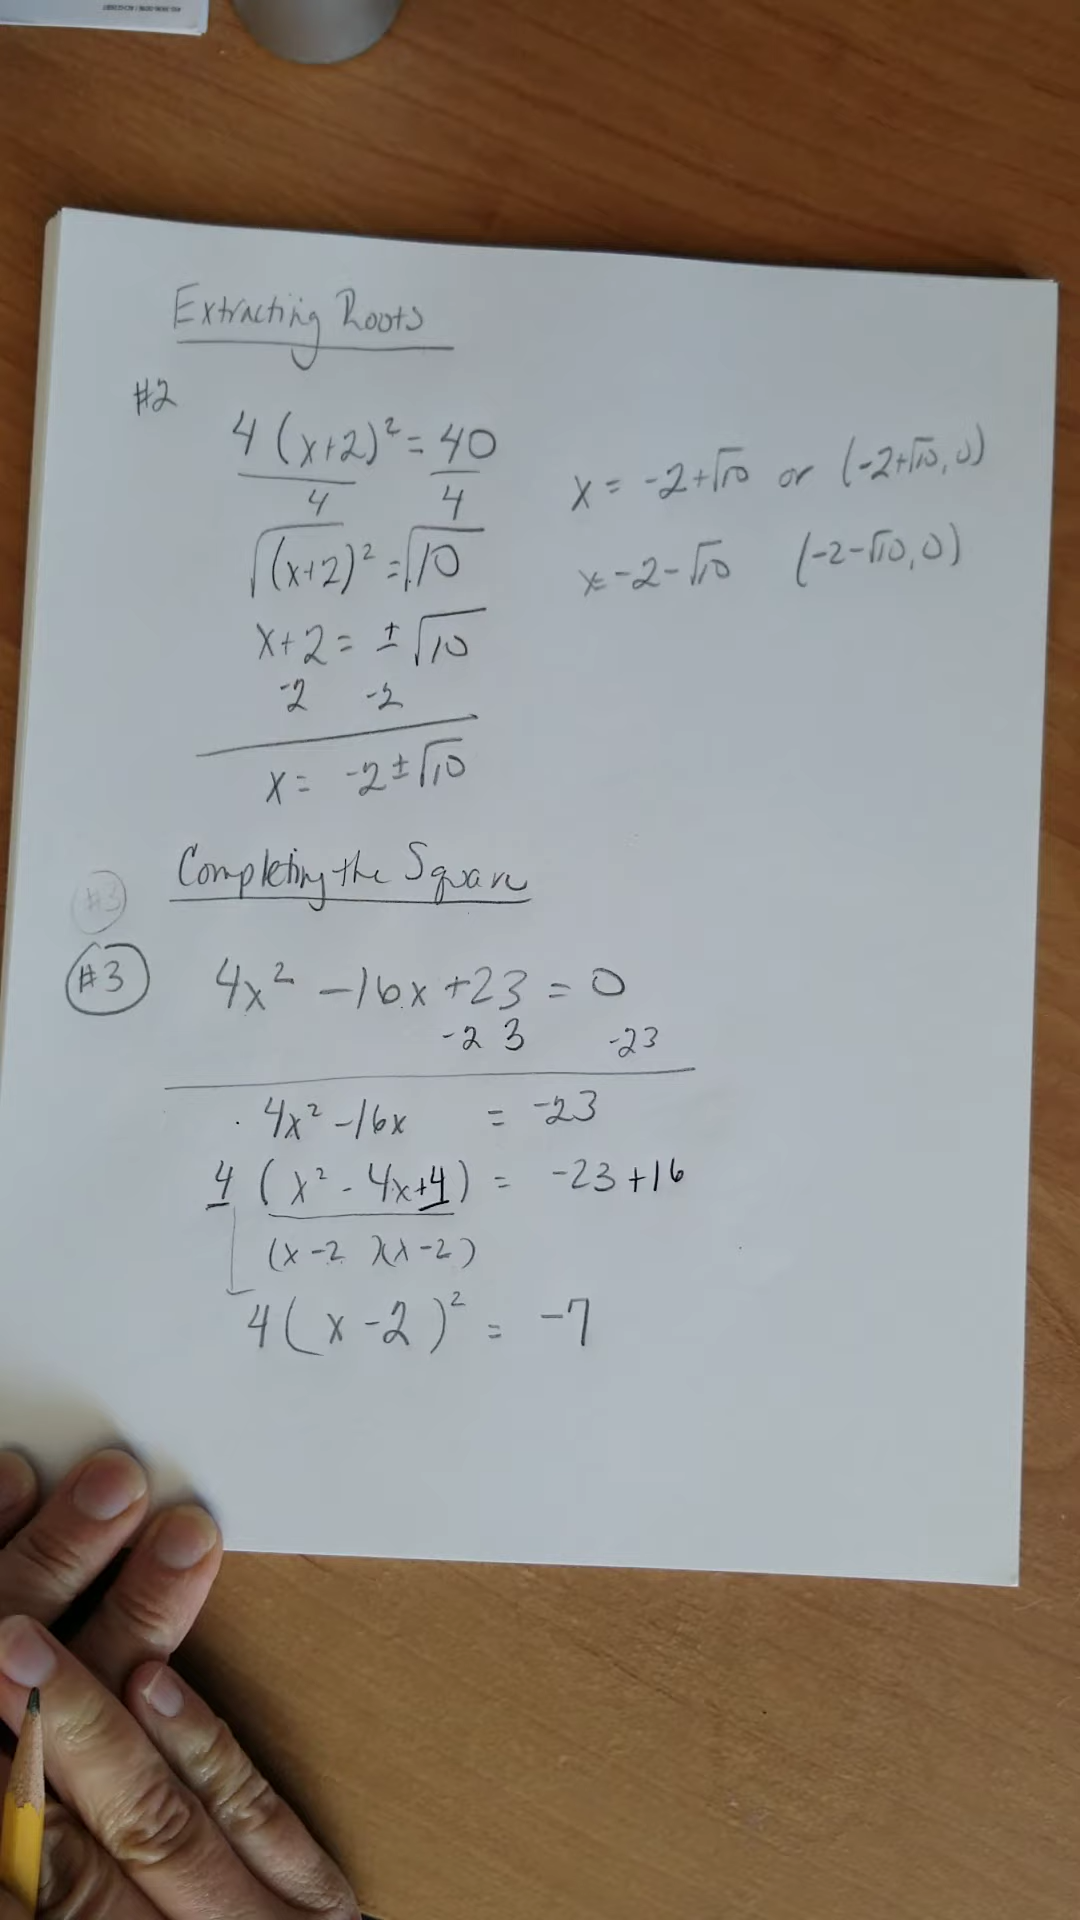 Extracting Roots
#2
4(x+2)² = 40
4 4
√(x+2)² = √10
x+2 = ±√10
-2 -2
x = -2±√10
x = -2+√10 or (-2+√10, 0)
x = -2-√10 (-2-√10, 0)
Completing the Square
#3
#3
4x² -16x +23 = 0
-23 -23
4x² -16x = -23
4 (x² - 4x+4) = -23+16
(x-2)(x-2)
4(x-2)² = -7